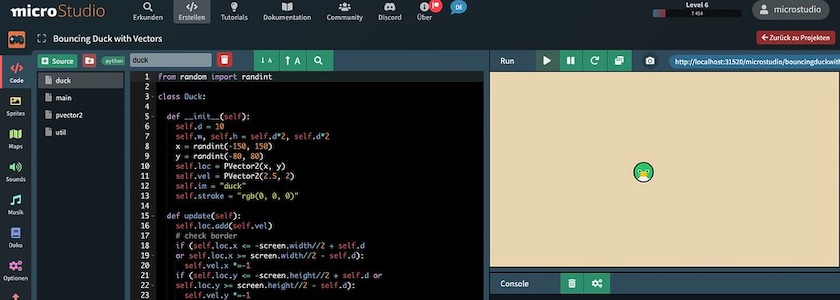 microStudio
Erkunden
Erstellen
Tutorials
Dokumentation
Community
Discord
Über
DE
Level 6
7 454
microstudio
Bouncing Duck with Vectors
Zurück zu Projekten
Code
Sprites
Maps
Sounds
Musik
Doku
Optionen
Source
python
duck
main
pvector2
util
duck
1 from random import randint
2
3 class Duck:
4
5 def __init__(self):
6 self.d = 10
7 self.w, self.h = self.d*2, self.d*2
8 x = randint(-150, 150)
9 y = randint(-80, 80)
10 self.loc = PVector2(x, y)
11 self.vel = PVector2(2.5, 2)
12 self.im = "duck"
13 self.stroke = "rgb(0, 0, 0)"
14
15 def update(self):
16 self.loc.add(self.vel)
17 # check border
18 if (self.loc.x <= -screen.width//2 + self.d
19 or self.loc.x >= screen.width//2 - self.d):
20 self.vel.x *=-1
21 if (self.loc.y <= -screen.height//2 + self.d or
22 self.loc.y >= screen.height//2 - self.d):
23 self.vel.y *=-1
Run
http://localhost:31520/microstudio/bouncingduckwith
Console